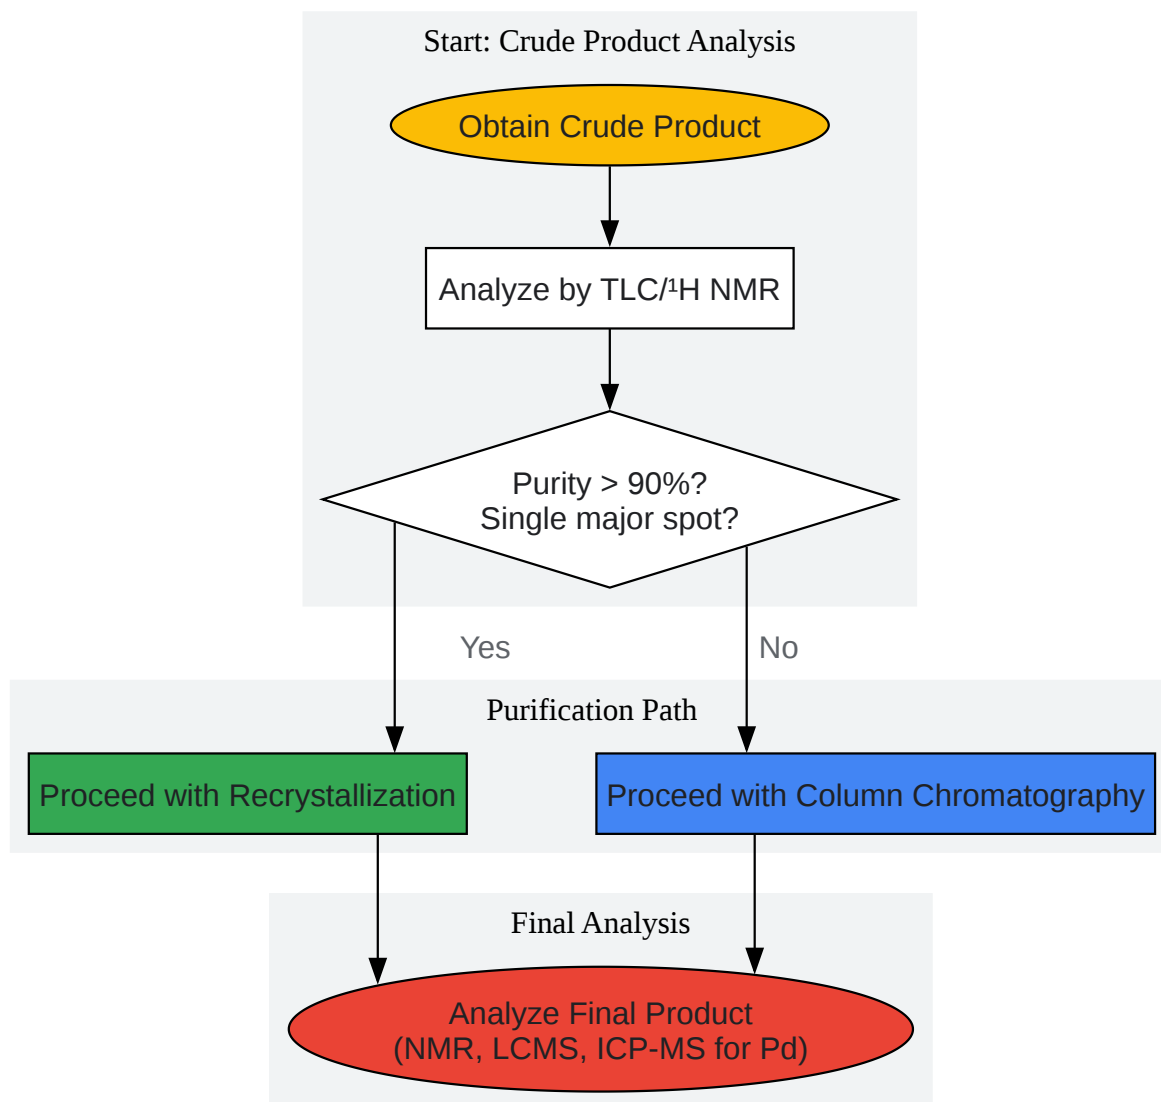 Start: Crude Product Analysis
Obtain Crude Product
Analyze by TLC/¹H NMR
Purity > 90%?
Single major spot?
Yes
No
Purification Path
Proceed with Recrystallization
Proceed with Column Chromatography
Final Analysis
Analyze Final Product
(NMR, LCMS, ICP-MS for Pd)